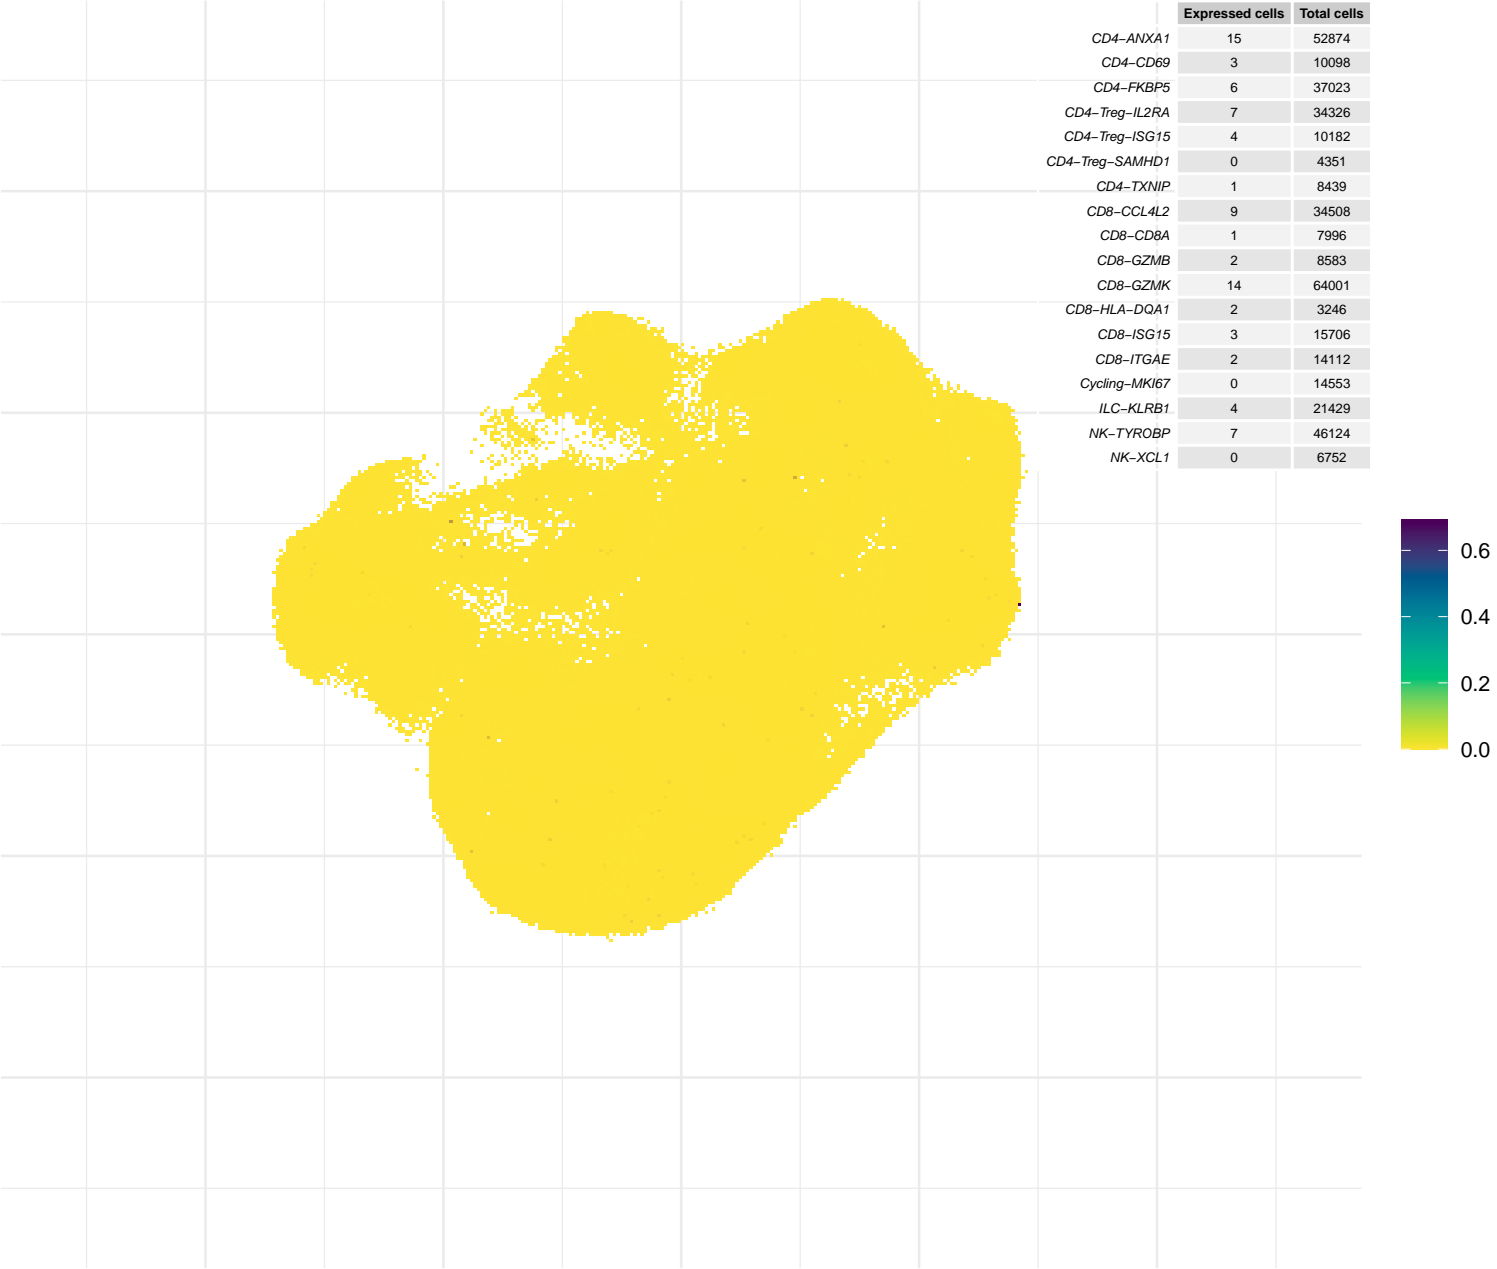 Expressed cells Total cells
CD4−ANXA1 15 52874
CD4−CD69 3 10098
CD4−FKBP5 6 37023
CD4−Treg−IL2RA 7 34326
CD4−Treg−ISG15 4 10182
CD4−Treg−SAMHD1 0 4351
CD4−TXNIP 1 8439
CD8−CCL4L2 9 34508
CD8−CD8A 1 7996
CD8−GZMB 2 8583
CD8−GZMK 14 64001
CD8−HLA−DQA1 2 3246
CD8−ISG15 3 15706
CD8−ITGAE 2 14112
Cycling−MKI67 0 14553
ILC−KLRB1 4 21429
NK−TYROBP 7 46124
NK−XCL1 0 6752
0.6
0.4
0.2
0.0